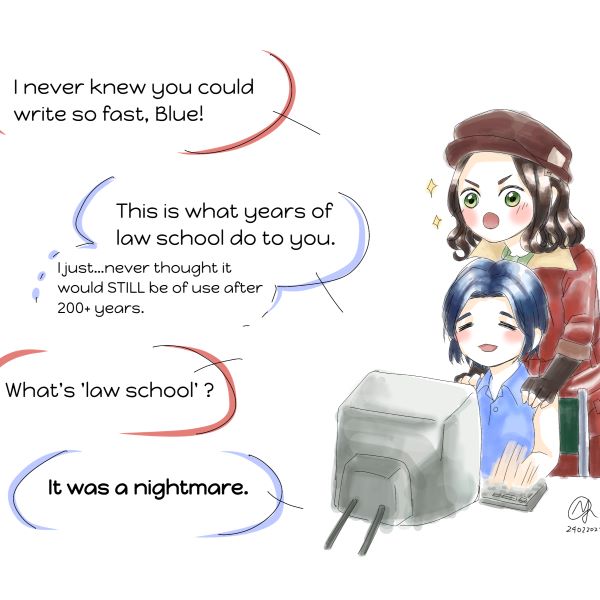 I never knew you could
write so fast, Blue!
This is what years of
law school do to you.
I just...never thought it
would STILL be of use after
200+ years.
What's 'law school' ?
It was a nightmare.